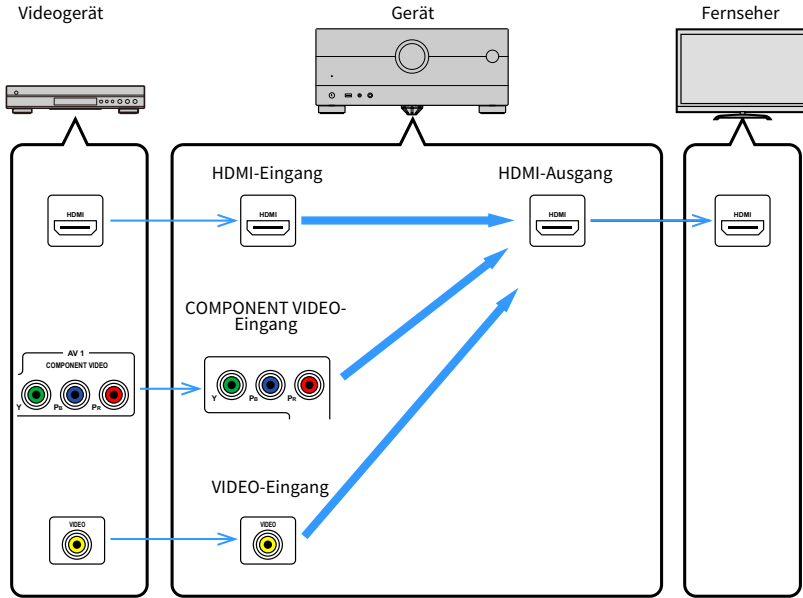 Videogerät
Gerät
Fernseher
HDMI-Eingang
HDMI-Ausgang
HDMI
HDMI
HDMI
HDMI
COMPONENT VIDEO-
Eingang
AV 1
COMPONENT VIDEO
Y PB PR
Y PB PR
VIDEO-Eingang
VIDEO
VIDEO